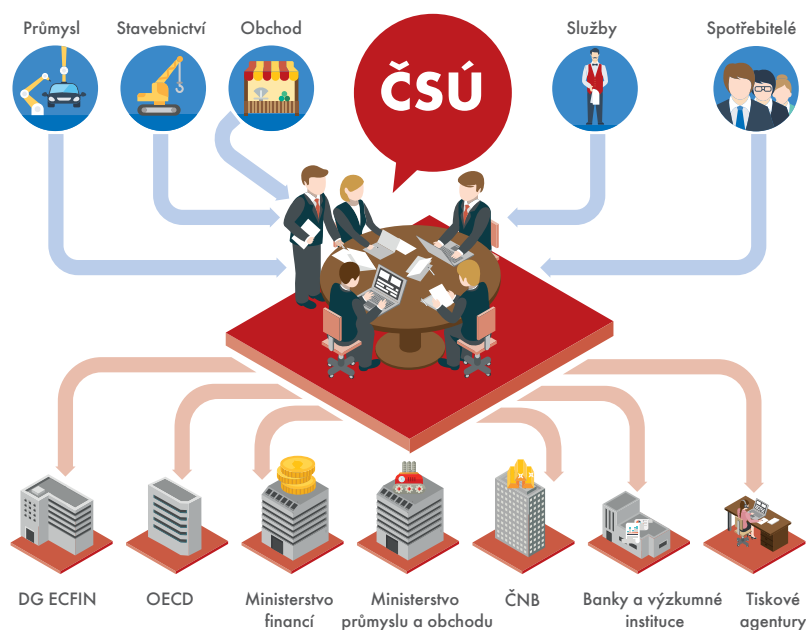 Průmysl
Stavebnictví
Obchod
ČSÚ
Služby
Spotřebitelé
DG ECFIN
OECD
Ministerstvo
financí
Ministerstvo
průmyslu a obchodu
ČNB
Banky a výzkumné
instituce
Tiskové
agentury